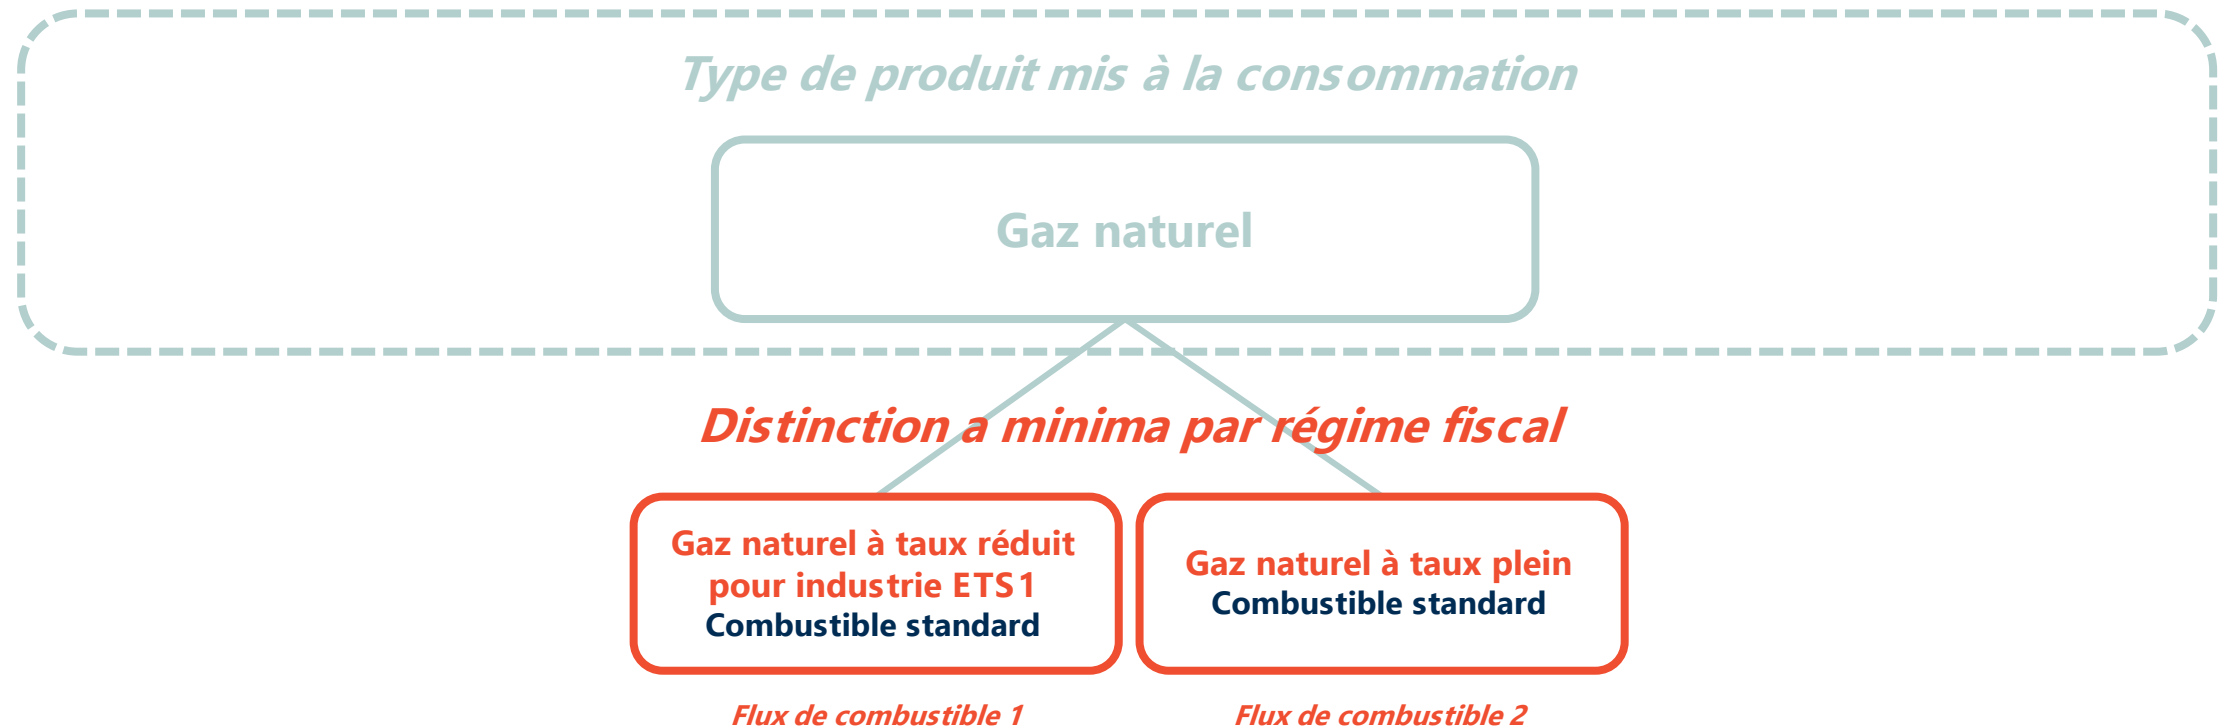 Type de produit mis à la consommation
Gaz naturel
Distinction a minima par régime fiscal
Gaz naturel à taux réduit
pour industrie ETS1
Combustible standard
Gaz naturel à taux plein
Combustible standard
Flux de combustible 1
Flux de combustible 2